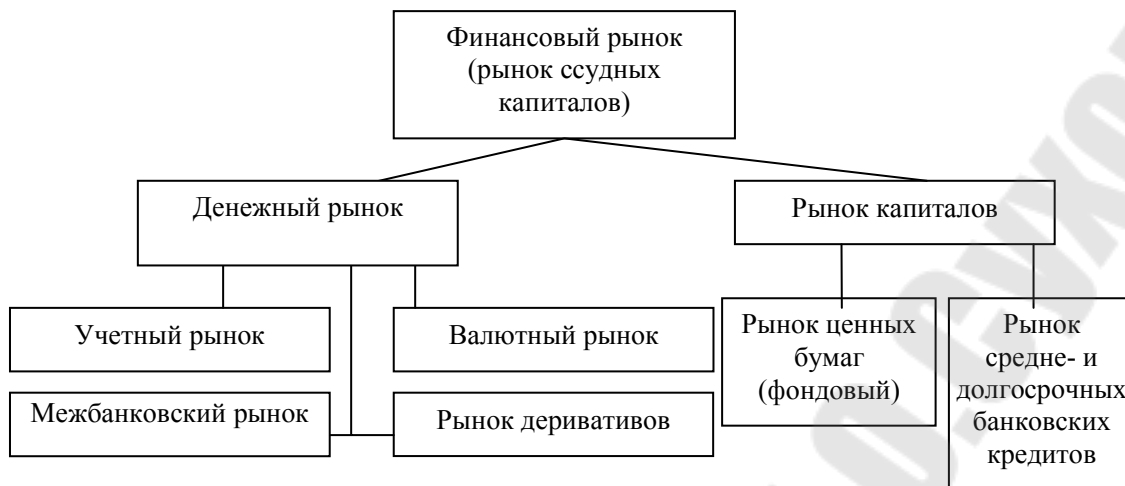 Финансовый рынок
(рынок ссудных
капиталов)
Денежный рынок
Рынок капиталов
Учетный рынок
Валютный рынок
Межбанковский рынок
Рынок деривативов
Рынок ценных
бумаг
(фондовый)
Рынок
средне- и
долгосрочных
банковских
кредитов